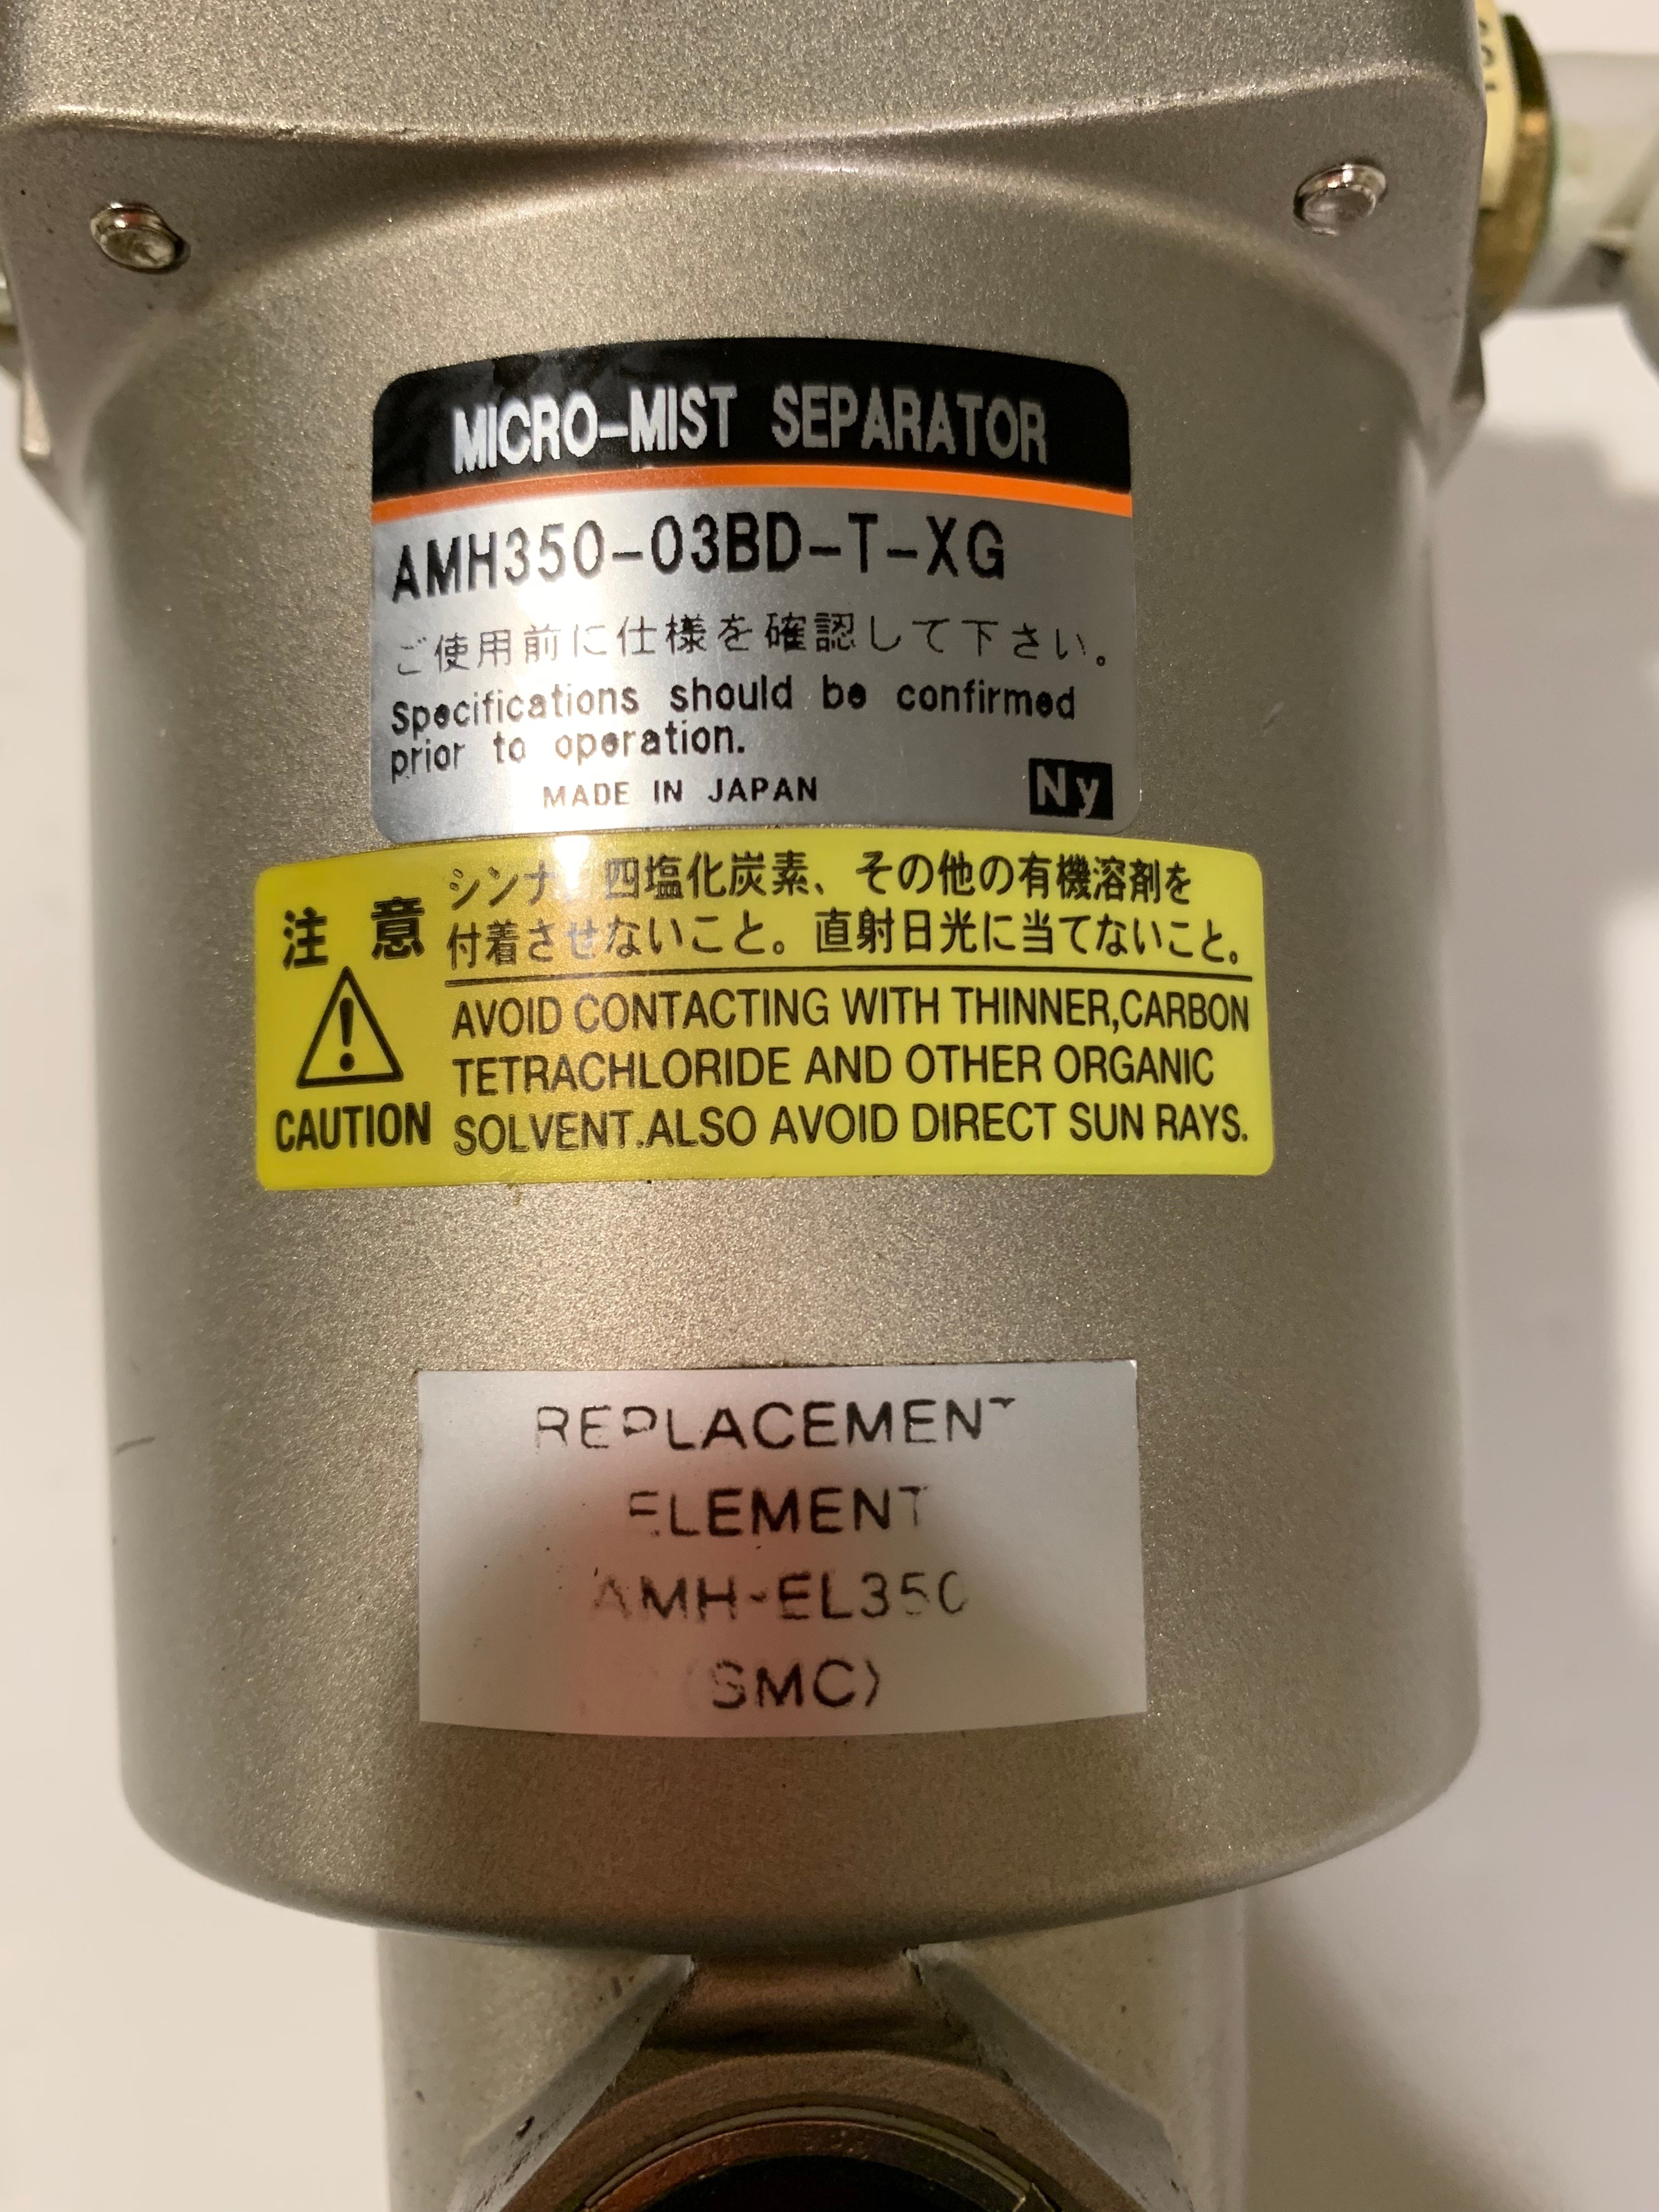 MICRO-MIST SEPARATOR
AMH350-03BD-T-XG
ご使用前に仕様を確認して下さい。
Specifications should be confirmed
prior to operation.
MADE IN JAPAN
Ny
注意
CAUTION
シンナー、四塩化炭素、その他の有機溶剤を
付着させないこと。直射日光に当てないこと。
AVOID CONTACTING WITH THINNER,CARBON
TETRACHLORIDE AND OTHER ORGANIC
SOLVENT.ALSO AVOID DIRECT SUN RAYS.
REPLACEMENT
ELEMENT
AMH-EL350
(SMC)